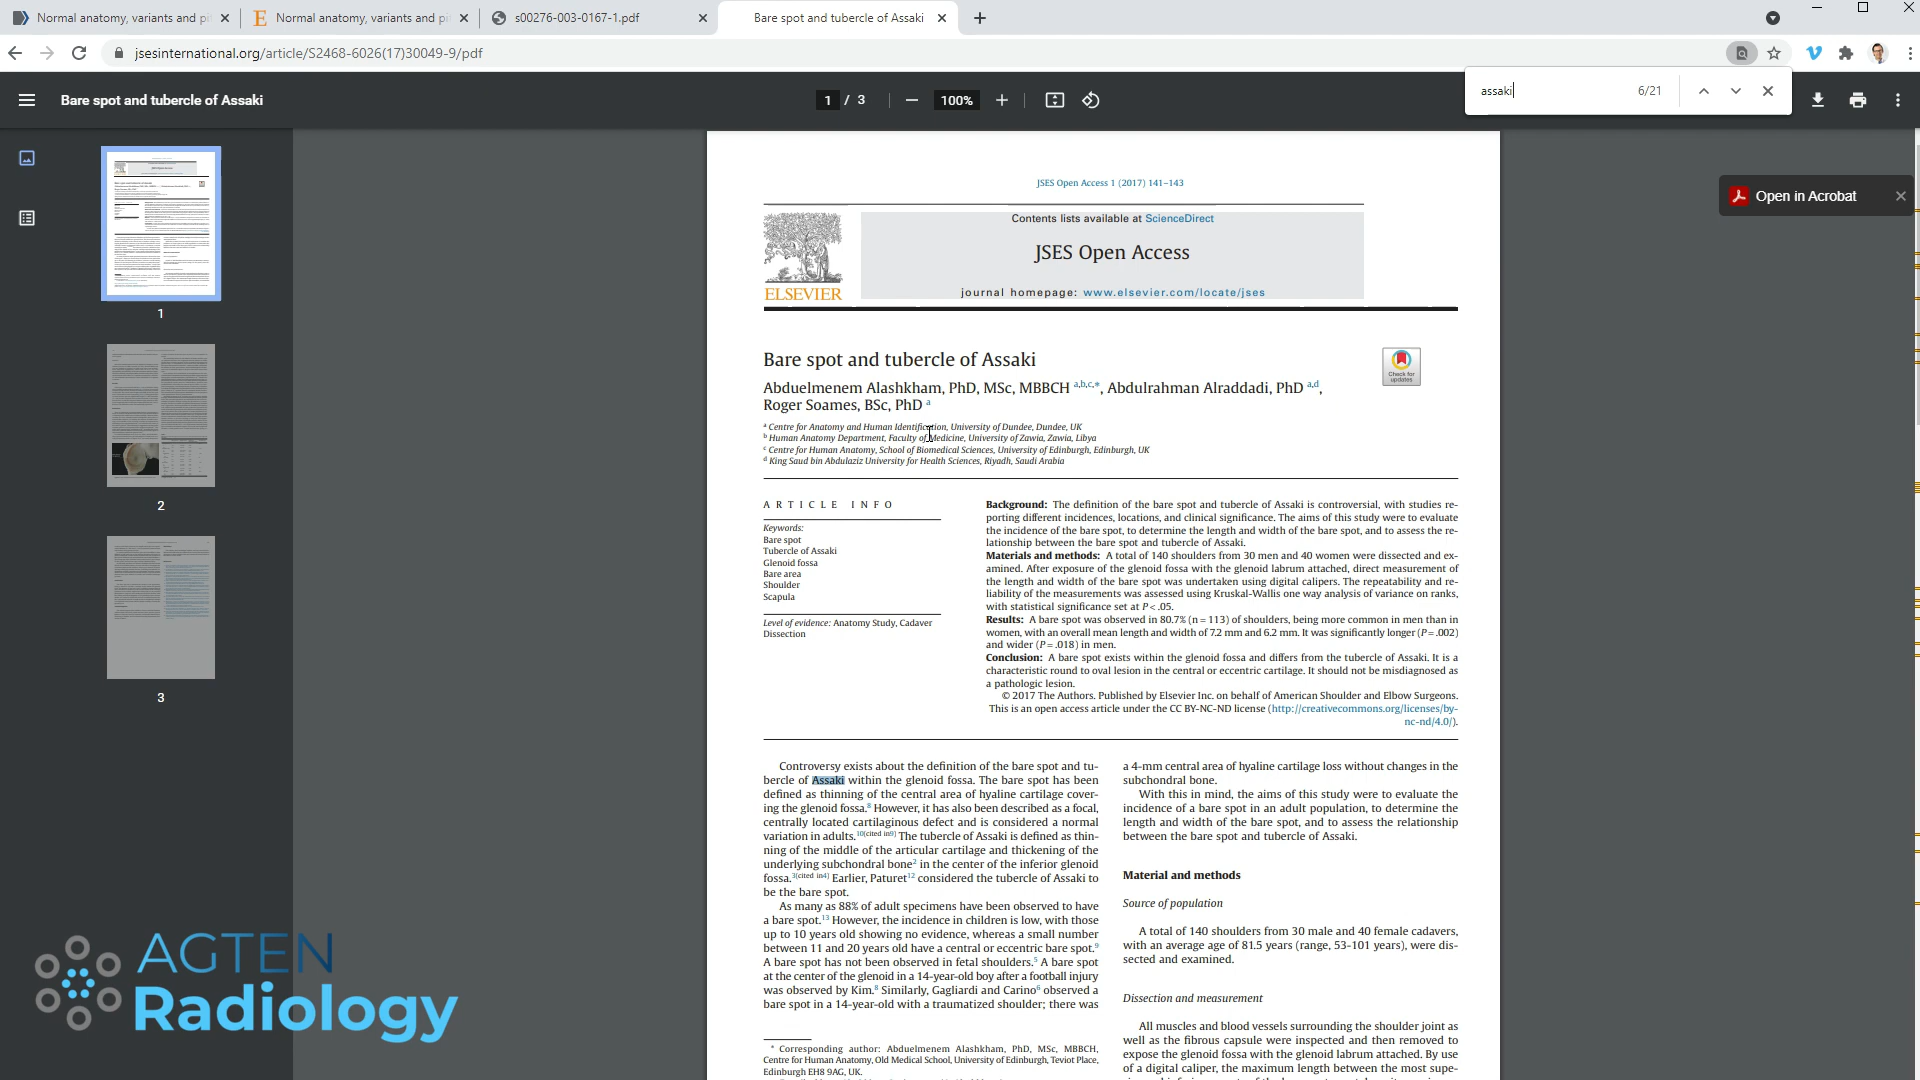 Normal anatomy, variants and pi
Normal anatomy, variants and pi
s00276-003-0167-1.pdf
Bare spot and tubercle of Assaki
jsesinternational.org/article/S2468-6026(17)30049-9/pdf
assaki
6/21
Bare spot and tubercle of Assaki
1 / 3
100%
Open in Acrobat
1
2
3
JSES Open Access 1 (2017) 141–143
Contents lists available at ScienceDirect
JSES Open Access
ELSEVIER
journal homepage: www.elsevier.com/locate/jses
Bare spot and tubercle of Assaki
Check for
updates
Abduelmenem Alashkham, PhD, MSc, MBBCH a,b,c,*, Abdulrahman Alraddadi, PhD a,d,
Roger Soames, BSc, PhD a
a Centre for Anatomy and Human Identification, University of Dundee, Dundee, UK
b Human Anatomy Department, Faculty of Medicine, University of Zawia, Zawia, Libya
c Centre for Human Anatomy, School of Biomedical Sciences, University of Edinburgh, Edinburgh, UK
d King Saud bin Abdulaziz University for Health Sciences, Riyadh, Saudi Arabia
ARTICLE INFO
Keywords:
Bare spot
Tubercle of Assaki
Glenoid fossa
Bare area
Shoulder
Scapula
Level of evidence: Anatomy Study, Cadaver
Dissection
Background: The definition of the bare spot and tubercle of Assaki is controversial, with studies re-
porting different incidences, locations, and clinical significance. The aims of this study were to evaluate
the incidence of the bare spot, to determine the length and width of the bare spot, and to assess the re-
lationship between the bare spot and tubercle of Assaki.
Materials and methods: A total of 140 shoulders from 30 men and 40 women were dissected and ex-
amined. After exposure of the glenoid fossa with the glenoid labrum attached, direct measurement of
the length and width of the bare spot was undertaken using digital calipers. The repeatability and re-
liability of the measurements was assessed using Kruskal-Wallis one way analysis of variance on ranks,
with statistical significance set at P < .05.
Results: A bare spot was observed in 80.7% (n = 113) of shoulders, being more common in men than in
women, with an overall mean length and width of 7.2 mm and 6.2 mm. It was significantly longer (P = .002)
and wider (P = .018) in men.
Conclusion: A bare spot exists within the glenoid fossa and differs from the tubercle of Assaki. It is a
characteristic round to oval lesion in the central or eccentric cartilage. It should not be misdiagnosed as
a pathologic lesion.
© 2017 The Authors. Published by Elsevier Inc. on behalf of American Shoulder and Elbow Surgeons.
This is an open access article under the CC BY-NC-ND license (http://creativecommons.org/licenses/by-
nc-nd/4.0/).
Controversy exists about the definition of the bare spot and tu-
bercle of Assaki within the glenoid fossa. The bare spot has been
defined as thinning of the central area of hyaline cartilage cover-
ing the glenoid fossa.8 However, it has also been described as a focal,
centrally located cartilaginous defect and is considered a normal
variation in adults.10(cited in9) The tubercle of Assaki is defined as thin-
ning of the middle of the articular cartilage and thickening of the
underlying subchondral bone2 in the center of the inferior glenoid
fossa.3(cited in4) Earlier, Paturet12 considered the tubercle of Assaki to
be the bare spot.
As many as 88% of adult specimens have been observed to have
a bare spot.13 However, the incidence in children is low, with those
up to 10 years old showing no evidence, whereas a small number
between 11 and 20 years old have a central or eccentric bare spot.9
A bare spot has not been observed in fetal shoulders.5 A bare spot
at the center of the glenoid in a 14-year-old boy after a football injury
was observed by Kim.8 Similarly, Gagliardi and Carino6 observed a
bare spot in a 14-year-old with a traumatized shoulder; there was
* Corresponding author: Abduelmenem Alashkham, PhD, MSc, MBBCH,
Centre for Human Anatomy, Old Medical School, University of Edinburgh, Teviot Place,
Edinburgh EH8 9AG, UK.
a 4-mm central area of hyaline cartilage loss without changes in the
subchondral bone.
With this in mind, the aims of this study were to evaluate the
incidence of a bare spot in an adult population, to determine the
length and width of the bare spot, and to assess the relationship
between the bare spot and tubercle of Assaki.
Material and methods
Source of population
A total of 140 shoulders from 30 male and 40 female cadavers,
with an average age of 81.5 years (range, 53–101 years), were dis-
sected and examined.
Dissection and measurement
All muscles and blood vessels surrounding the shoulder joint as
well as the fibrous capsule were inspected and then removed to
expose the glenoid fossa with the glenoid labrum attached. By use
of a digital caliper, the maximum length between the most supe-
AGTEN
Radiology